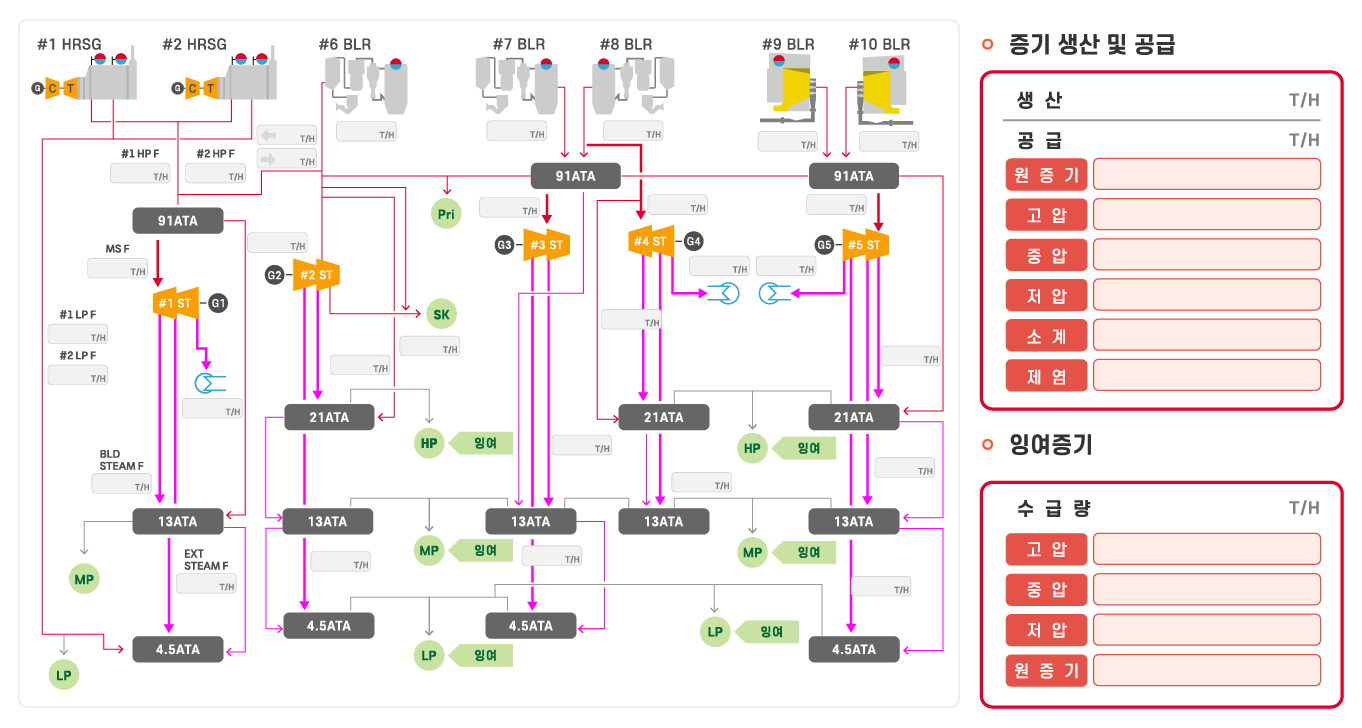 #1 HRSG
#2 HRSG
#6 BLR
#7 BLR
#8 BLR
#9 BLR
#10 BLR
G C T
G C T
T/H
T/H
T/H
T/H
T/H
T/H
T/H
#1 HP F
T/H
#2 HP F
T/H
91ATA
91ATA
91ATA
Pri
T/H
T/H
T/H
MS F
T/H
T/H
G2
#2 ST
G3
#3 ST
#4 ST
G4
G5
#5 ST
T/H
T/H
#1 ST
G1
SK
#1 LP F
T/H
#2 LP F
T/H
T/H
T/H
T/H
T/H
T/H
21ATA
21ATA
21ATA
HP
잉여
HP
잉여
T/H
BLD
STEAM F
T/H
T/H
T/H
13ATA
13ATA
13ATA
13ATA
13ATA
MP
잉여
MP
잉여
MP
EXT
STEAM F
T/H
T/H
T/H
T/H
4.5ATA
4.5ATA
4.5ATA
4.5ATA
LP
잉여
LP
잉여
LP
증기 생산 및 공급
생 산 T/H
공 급 T/H
원 증 기
고 압
중 압
저 압
소 계
제 염
잉여증기
수 급 량 T/H
고 압
중 압
저 압
원 증 기